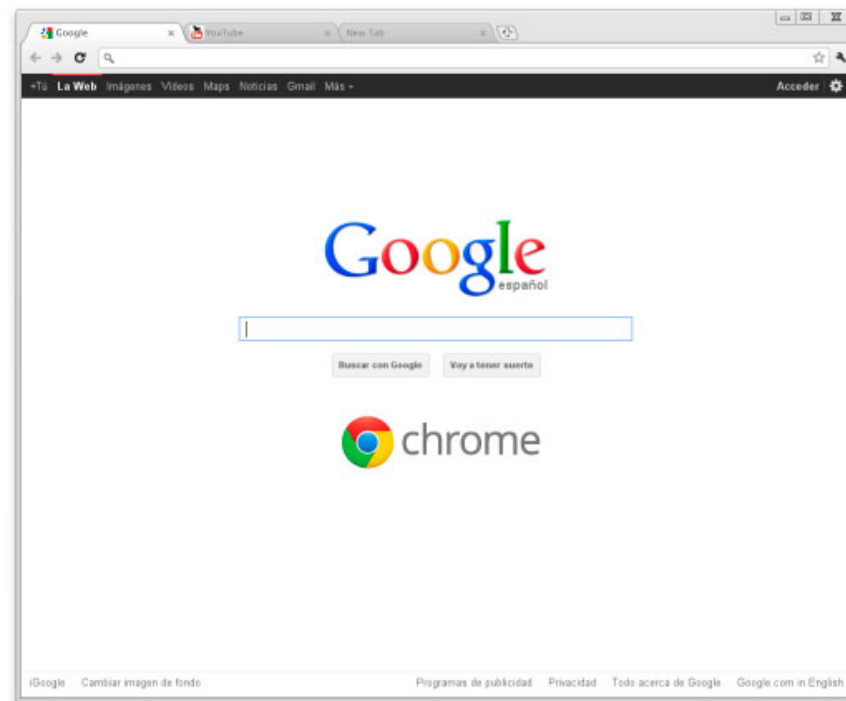 Google YouTube New Tab
+Tú La Web Imágenes Vídeos Maps Noticias Gmail Más Acceder
Google
español
Buscar con Google Voy a tener suerte
chrome
iGoogle Cambiar imagen de fondo Programas de publicidad Privacidad Todo acerca de Google Google.com in English